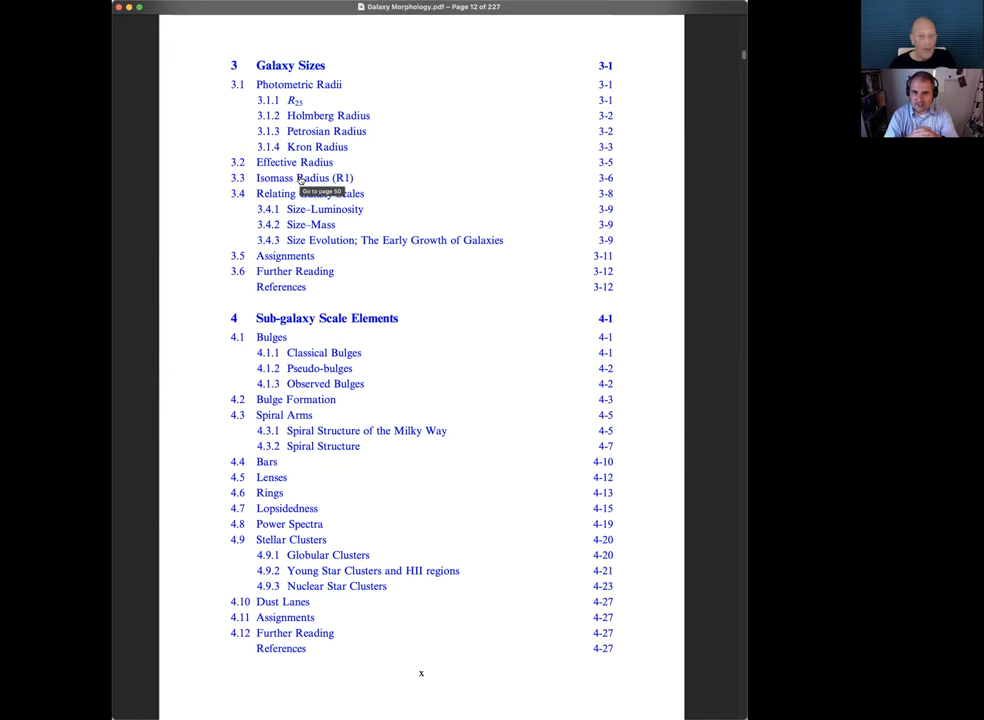 Galaxy Morphology.pdf – Page 12 of 227
3 Galaxy Sizes 3-1
3.1 Photometric Radii 3-1
3.1.1 R25 3-1
3.1.2 Holmberg Radius 3-2
3.1.3 Petrosian Radius 3-2
3.1.4 Kron Radius 3-3
3.2 Effective Radius 3-5
3.3 Isomass Radius (R1) 3-6
Go to page 50
3.4 Relating Scales 3-8
3.4.1 Size–Luminosity 3-9
3.4.2 Size–Mass 3-9
3.4.3 Size Evolution; The Early Growth of Galaxies 3-9
3.5 Assignments 3-11
3.6 Further Reading 3-12
References 3-12
4 Sub-galaxy Scale Elements 4-1
4.1 Bulges 4-1
4.1.1 Classical Bulges 4-1
4.1.2 Pseudo-bulges 4-2
4.1.3 Observed Bulges 4-2
4.2 Bulge Formation 4-3
4.3 Spiral Arms 4-5
4.3.1 Spiral Structure of the Milky Way 4-5
4.3.2 Spiral Structure 4-7
4.4 Bars 4-10
4.5 Lenses 4-12
4.6 Rings 4-13
4.7 Lopsidedness 4-15
4.8 Power Spectra 4-19
4.9 Stellar Clusters 4-20
4.9.1 Globular Clusters 4-20
4.9.2 Young Star Clusters and HII regions 4-21
4.9.3 Nuclear Star Clusters 4-23
4.10 Dust Lanes 4-27
4.11 Assignments 4-27
4.12 Further Reading 4-27
References 4-27
x